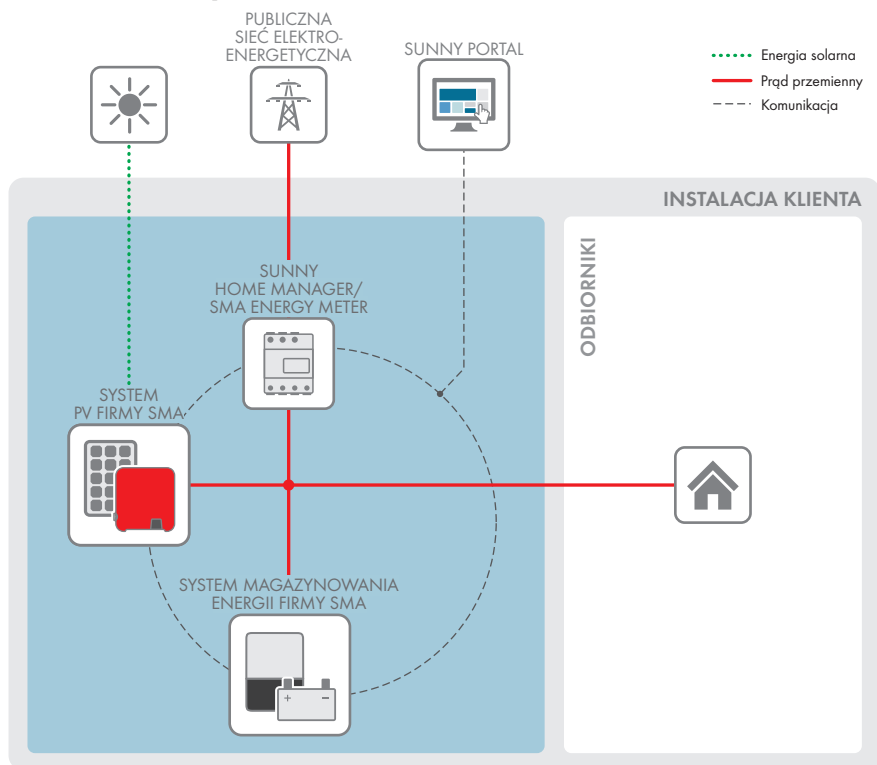 PUBLICZNA
SIEĆ ELEKTRO-
ENERGETYCZNA
SUNNY PORTAL
Energia solarna
Prąd przemienny
Komunikacja
INSTALACJA KLIENTA
ODBIORNIKI
SUNNY
HOME MANAGER/
SMA ENERGY METER
SYSTEM
PV FIRMY SMA
SYSTEM MAGAZYNOWANIA
ENERGII FIRMY SMA
+ −